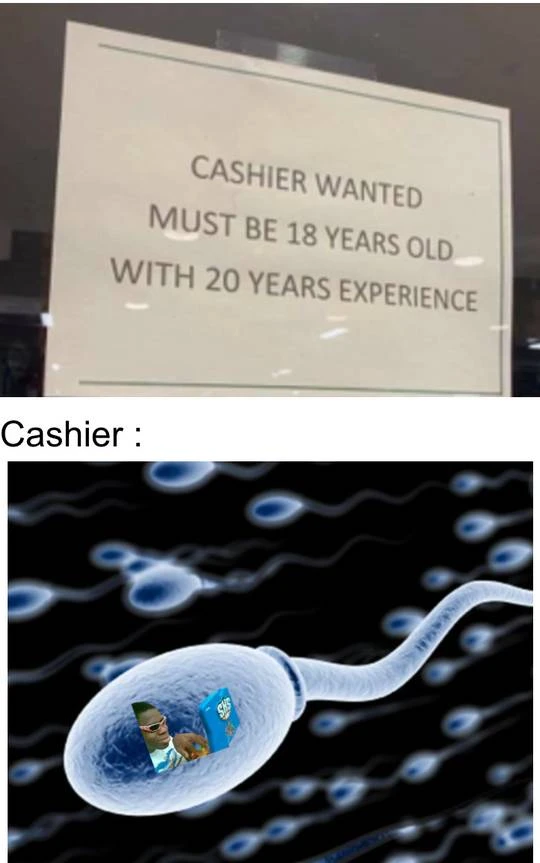 CASHIER WANTED
MUST BE 18 YEARS OLD
WITH 20 YEARS EXPERIENCE
Cashier :